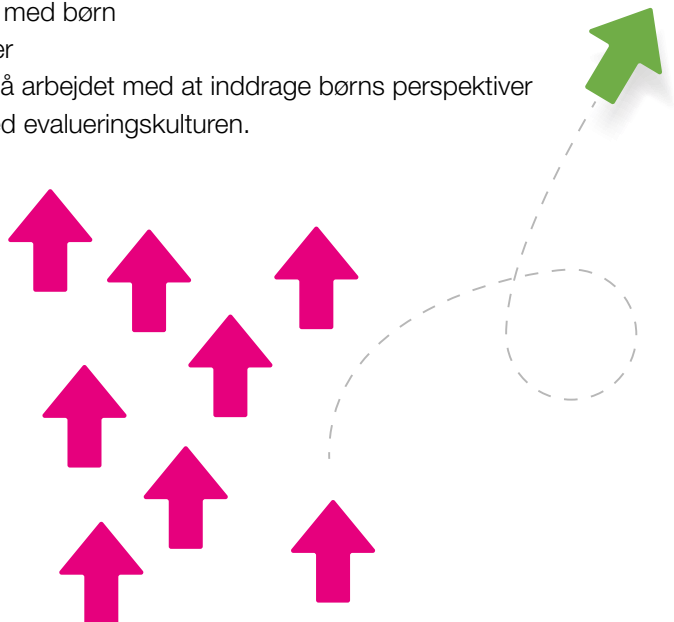 med børn
er
å arbejdet med at inddrage børns perspektiver
d evalueringskulturen.